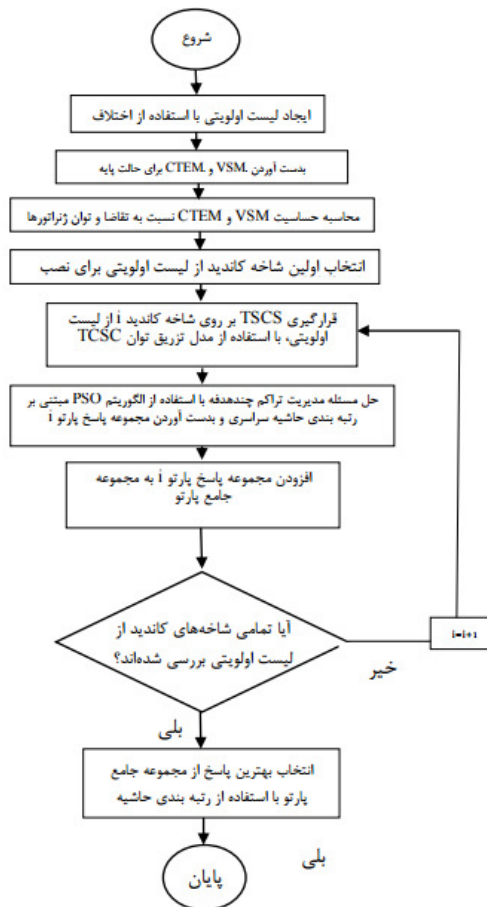 شروع
ایجاد لیست اولویتی با استفاده از اختلاف
بدست آوردن .VSM و .CTEM برای حالت پایه
محاسبه حساسیت VSM و CTEM نسبت به تقاضا و توان ژنراتورها
انتخاب اولین شاخه کاندید از لیست اولویتی برای نصب
قرارگیری TSCS بر روی شاخه کاندید i از لیست
اولویتی، با استفاده از مدل تزریق توان TCSC
حل مسئله مدیریت تراکم چندهدفه با استفاده از الگوریتم PSO مبتنی بر
رتبه بندی حاشیه سراسری و بدست آوردن مجموعه پاسخ پارتو i
افزودن مجموعه پاسخ پارتو i به مجموعه
جامع پارتو
آیا تمامی شاخه‌های کاندید از
لیست اولویتی بررسی شده‌اند؟
i=i+1
خیر
بلی
انتخاب بهترین پاسخ از مجموعه جامع
پارتو با استفاده از رتبه بندی حاشیه
بلی
پایان